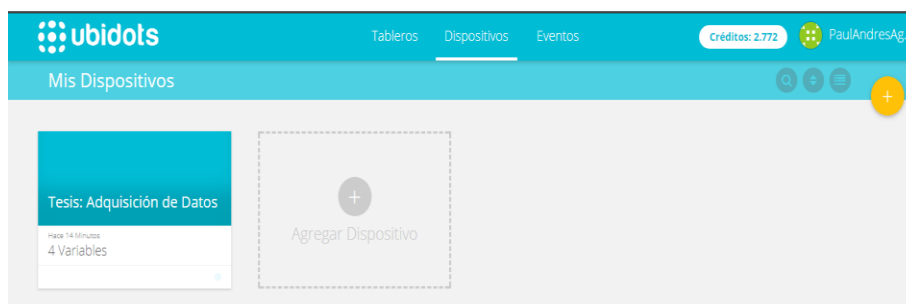 ubidots
Tableros Dispositivos Eventos
Créditos: 2.772
PaulAndresAg.
Mis Dispositivos
Tesis: Adquisición de Datos
Hace 14 Minutos
4 Variables
Agregar Dispositivo